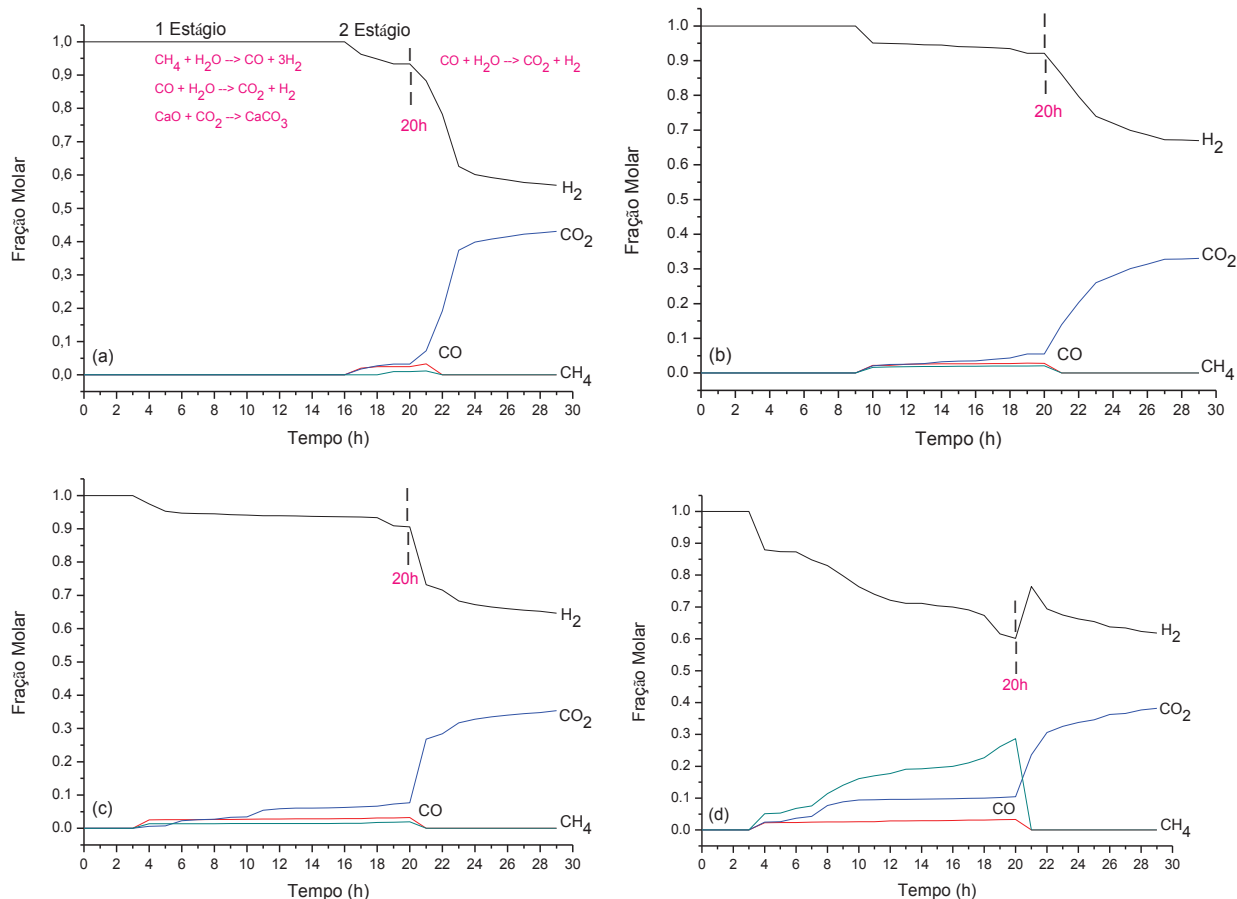 1 Estágio 2 Estágio
CH4 + H2O --> CO + 3H2
CO + H2O --> CO2 + H2
CaO + CO2 --> CaCO3
CO + H2O --> CO2 + H2
20h
H2
CO2
CO
CH4
(a)
Fração Molar
1,0
0,9
0,8
0,7
0,6
0,5
0,4
0,3
0,2
0,1
0,0
0 2 4 6 8 10 12 14 16 18 20 22 24 26 28 30
Tempo (h)
20h
H2
CO2
CO
CH4
(b)
Fração Molar
1.0
0.9
0.8
0.7
0.6
0.5
0.4
0.3
0.2
0.1
0.0
0 2 4 6 8 10 12 14 16 18 20 22 24 26 28 30
Tempo (h)
20h
H2
CO2
CO
CH4
(c)
Fração Molar
1.0
0.9
0.8
0.7
0.6
0.5
0.4
0.3
0.2
0.1
0.0
0 2 4 6 8 10 12 14 16 18 20 22 24 26 28 30
Tempo (h)
20h
H2
CO2
CO
CH4
(d)
Fração Molar
1.0
0.9
0.8
0.7
0.6
0.5
0.4
0.3
0.2
0.1
0.0
0 2 4 6 8 10 12 14 16 18 20 22 24 26 28 30
Tempo (h)